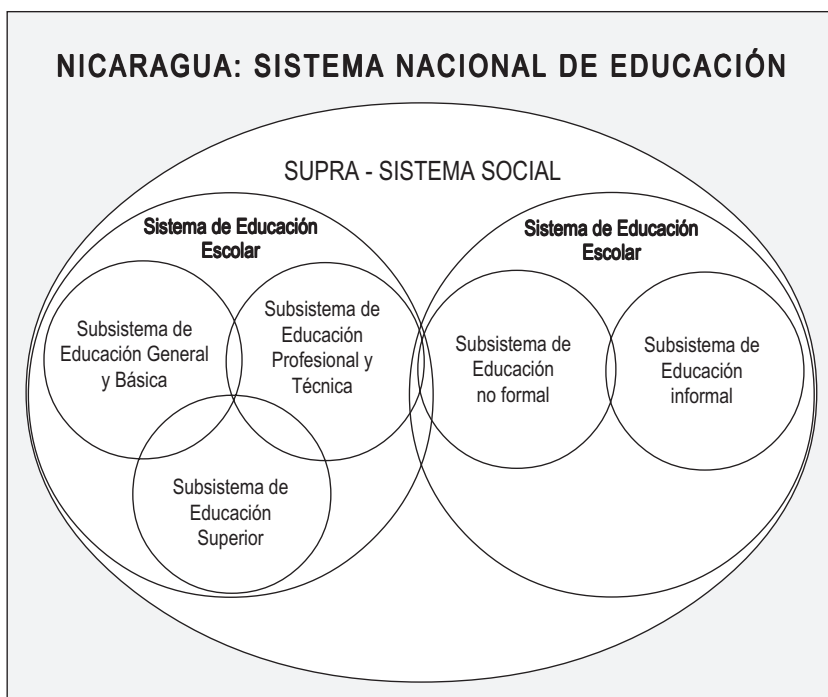 NICARAGUA: SISTEMA NACIONAL DE EDUCACIÓN
SUPRA - SISTEMA SOCIAL
Sistema de Educación
Escolar
Subsistema de
Educación General
y Básica
Subsistema de
Educación
Profesional y
Técnica
Subsistema de
Educación
Superior
Sistema de Educación
Escolar
Subsistema de
Educación
no formal
Subsistema de
Educación
informal